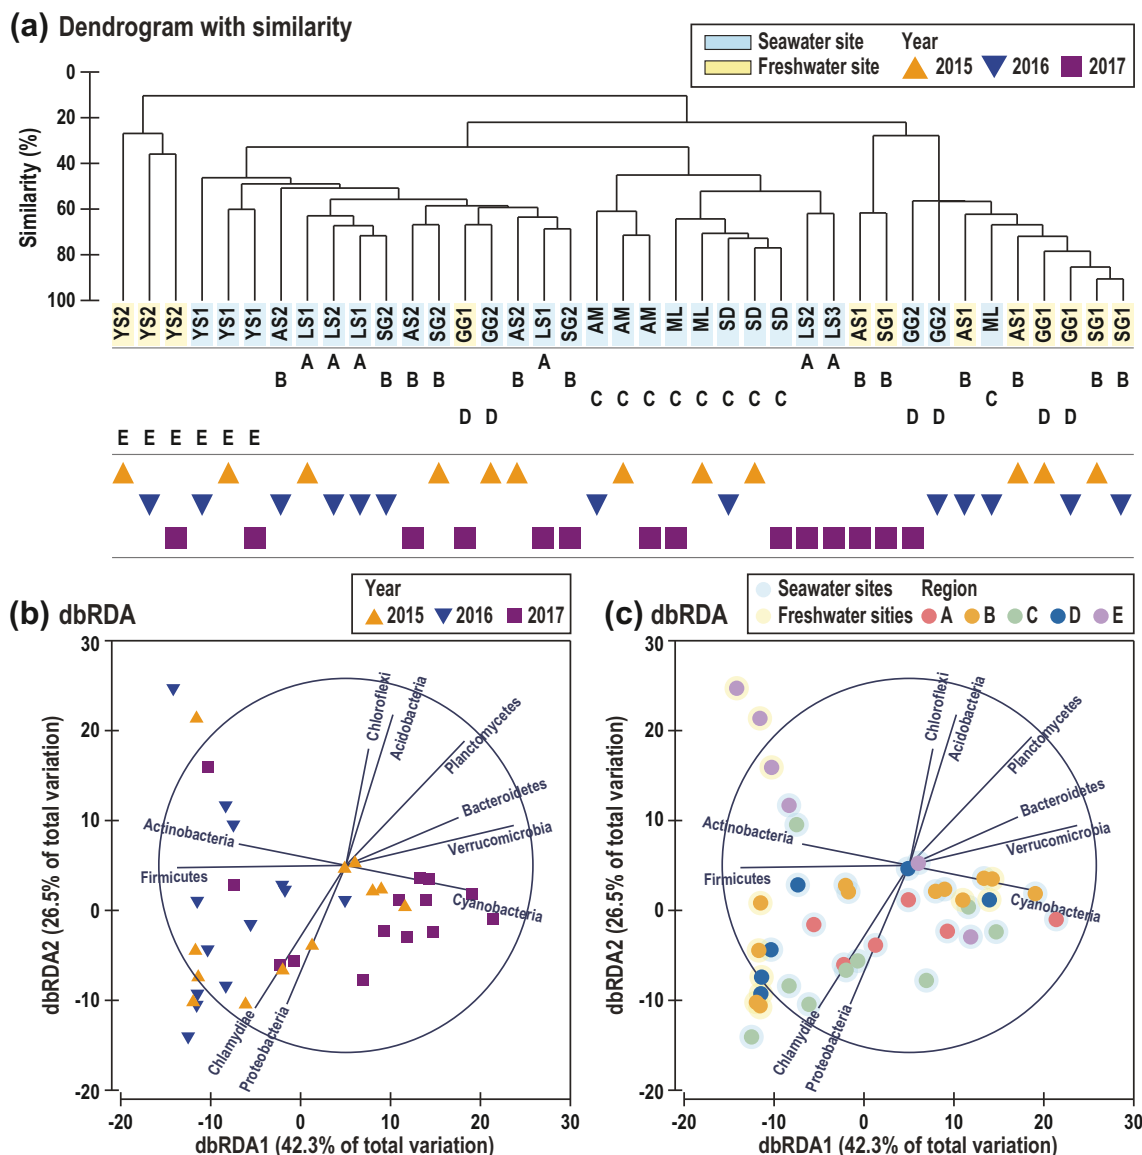 (a) Dendrogram with similarity
Seawater site
Freshwater site
Year
2015 2016 2017
Similarity (%)
0
20
40
60
80
100
YS2 YS2 YS2 YS1 YS1 YS1 AS2 LS1 LS2 LS1 SG2 AS2 SG2 GG1 GG2 AS2 LS1 SG2 AM AM AM ML ML SD SD SD LS2 LS3 AS1 SG1 GG2 GG2 AS1 ML AS1 GG1 GG1 SG1 SG1
A A A A A A
B B B B B B B B B B B B
C C C C C C C C C
D D D D D D
E E E E E E
(b) dbRDA
Year
2015 2016 2017
dbRDA2 (26.5% of total variation)
30
20
10
0
-10
-20
Chloroflexi
Acidobacteria
Planctomycetes
Bacteroidetes
Verrucomicrobia
Actinobacteria
Firmicutes
Cyanobacteria
Chlamydiae
Proteobacteria
-20 -10 0 10 20 30
dbRDA1 (42.3% of total variation)
(c) dbRDA
Seawater sites
Freshwater sities
Region
A B C D E
dbRDA2 (26.5% of total variation)
30
20
10
0
-10
-20
Chloroflexi
Acidobacteria
Planctomycetes
Bacteroidetes
Verrucomicrobia
Actinobacteria
Firmicutes
Cyanobacteria
Chlamydiae
Proteobacteria
-20 -10 0 10 20 30
dbRDA1 (42.3% of total variation)